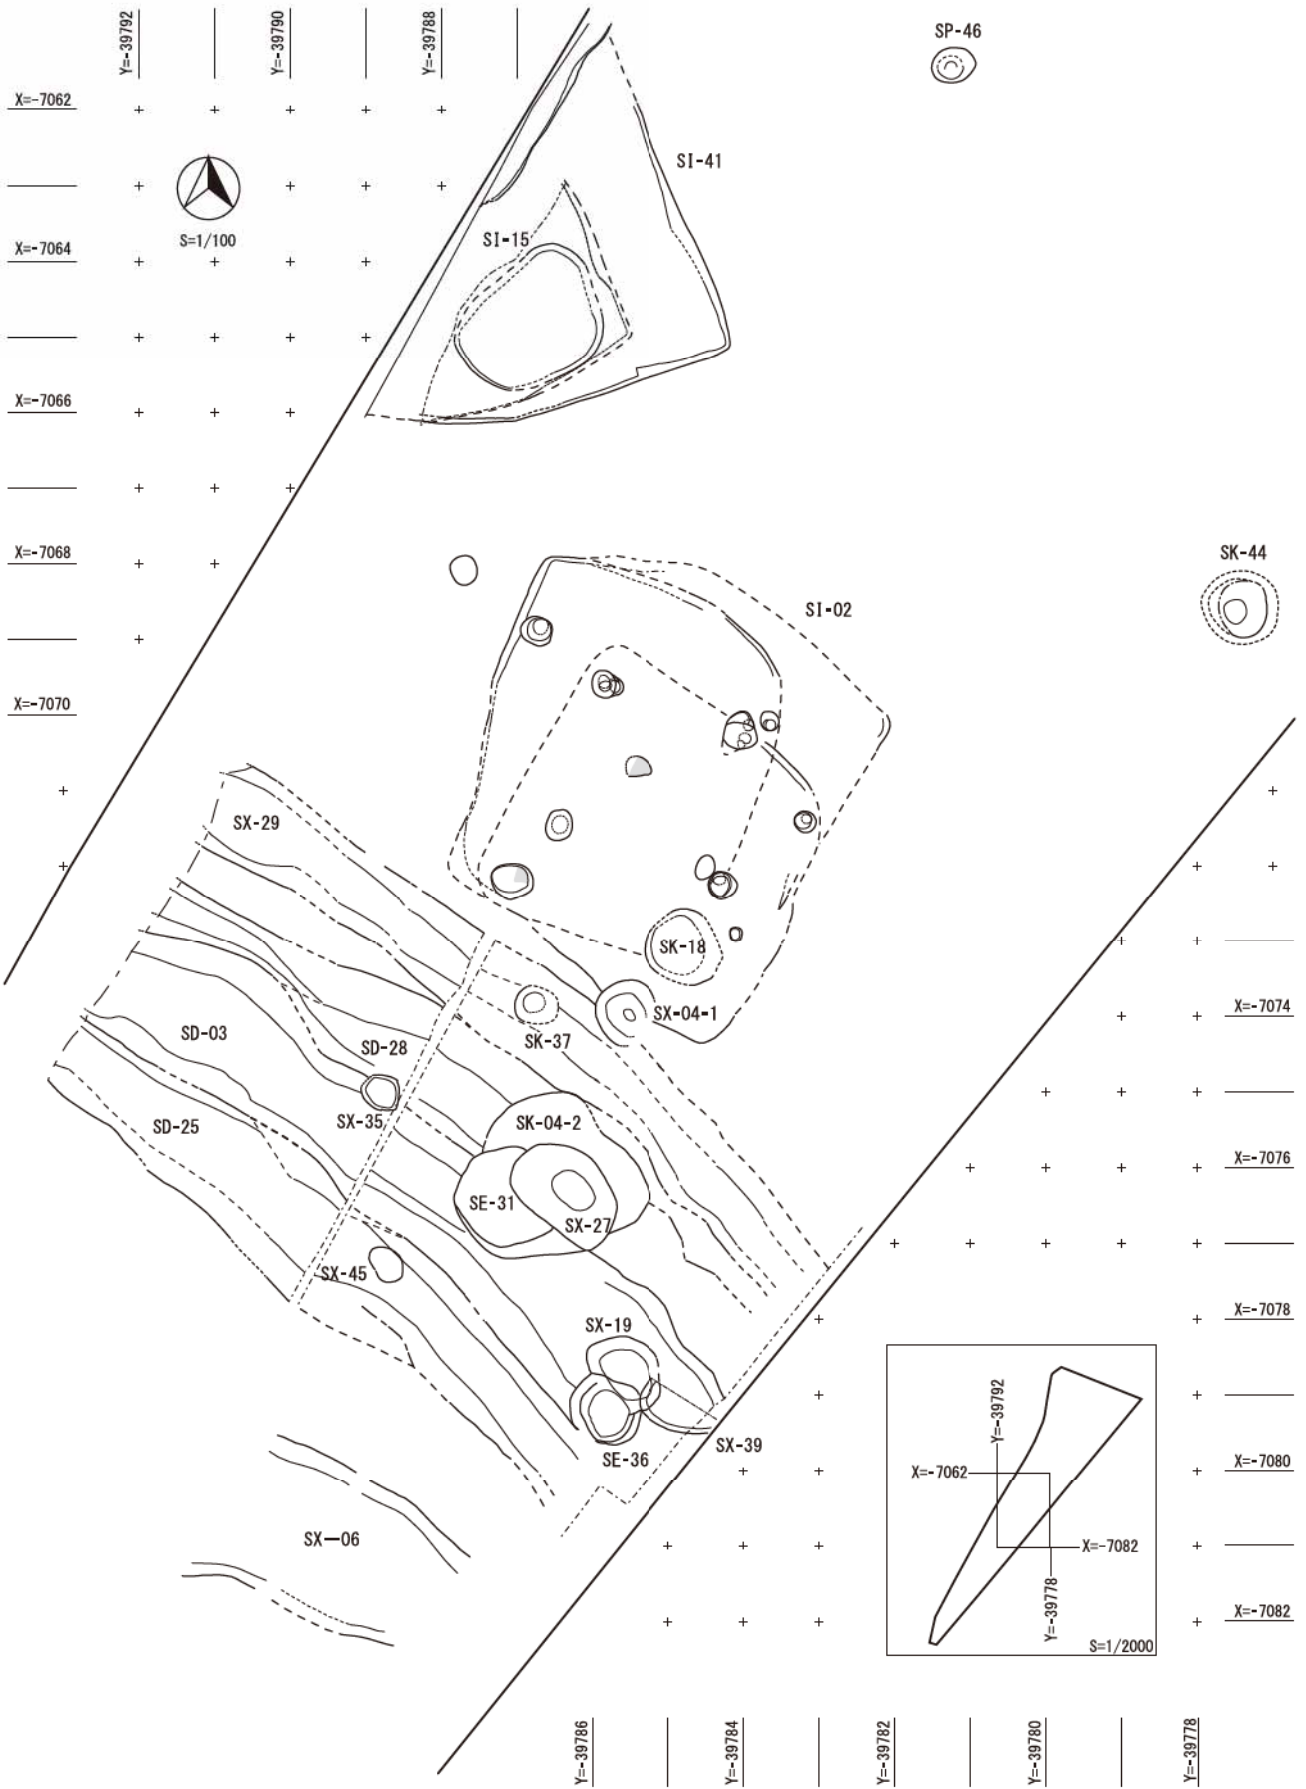 Y=-39792
Y=-39790
Y=-39788
SP-46
X=-7062
SI-41
S=1/100
X=-7064
SI-15
X=-7066
X=-7068
SK-44
SI-02
X=-7070
SX-29
SK-18
SX-04-1
X=-7074
SD-03
SD-28
SK-37
SX-35
SD-25
SK-04-2
X=-7076
SE-31
SX-27
SX-45
X=-7078
SX-19
SX-39
SE-36
X=-7080
SX—06
X=-7082
Y=-39792
X=-7062
X=-7082
Y=-39778
S=1/2000
Y=-39786
Y=-39784
Y=-39782
Y=-39780
Y=-39778